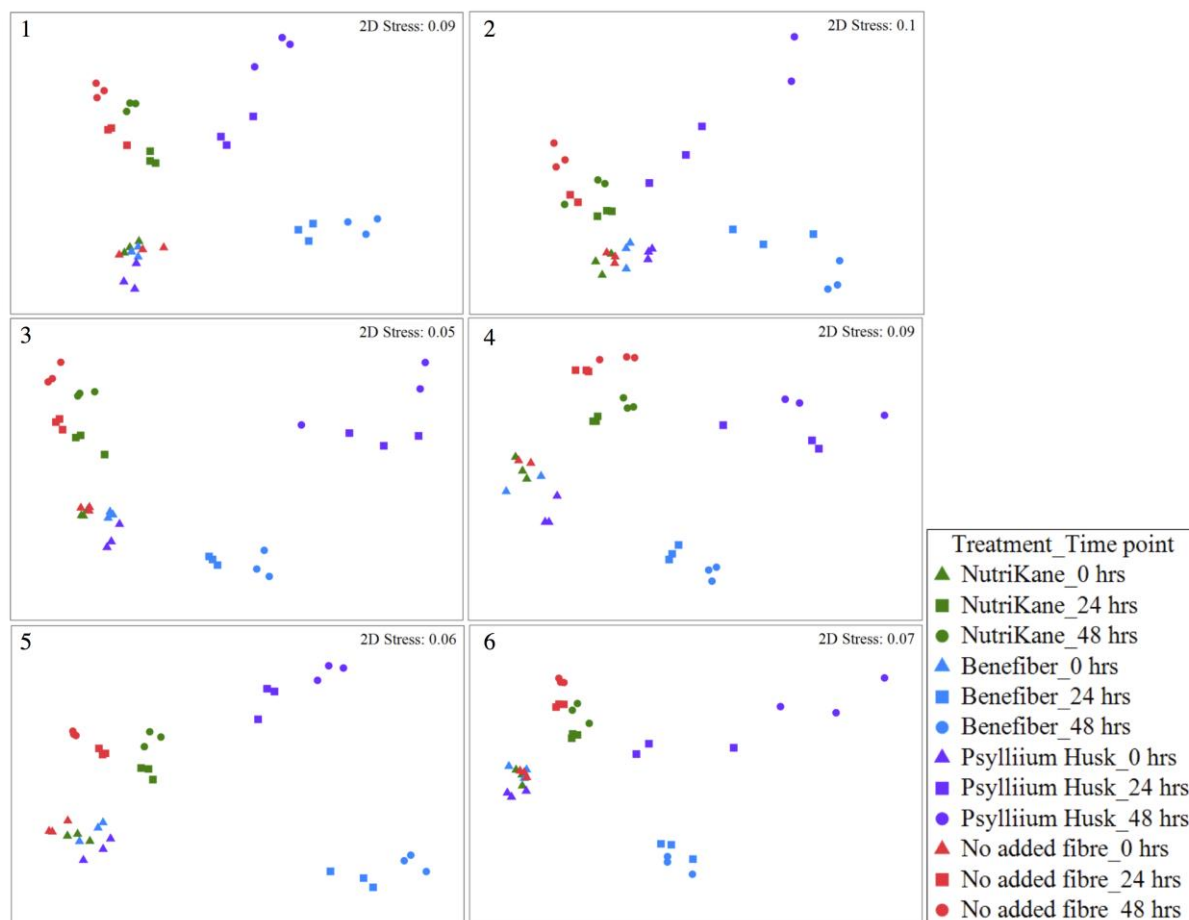 1
2D Stress: 0.09
2
2D Stress: 0.1
3
2D Stress: 0.05
4
2D Stress: 0.09
5
2D Stress: 0.06
6
2D Stress: 0.07
Treatment_Time point
NutriKane_0 hrs
NutriKane_24 hrs
NutriKane_48 hrs
Benefiber_0 hrs
Benefiber_24 hrs
Benefiber_48 hrs
Psylliium Husk_0 hrs
Psylliium Husk_24 hrs
Psylliium Husk_48 hrs
No added fibre_0 hrs
No added fibre_24 hrs
No added fibre_48 hrs